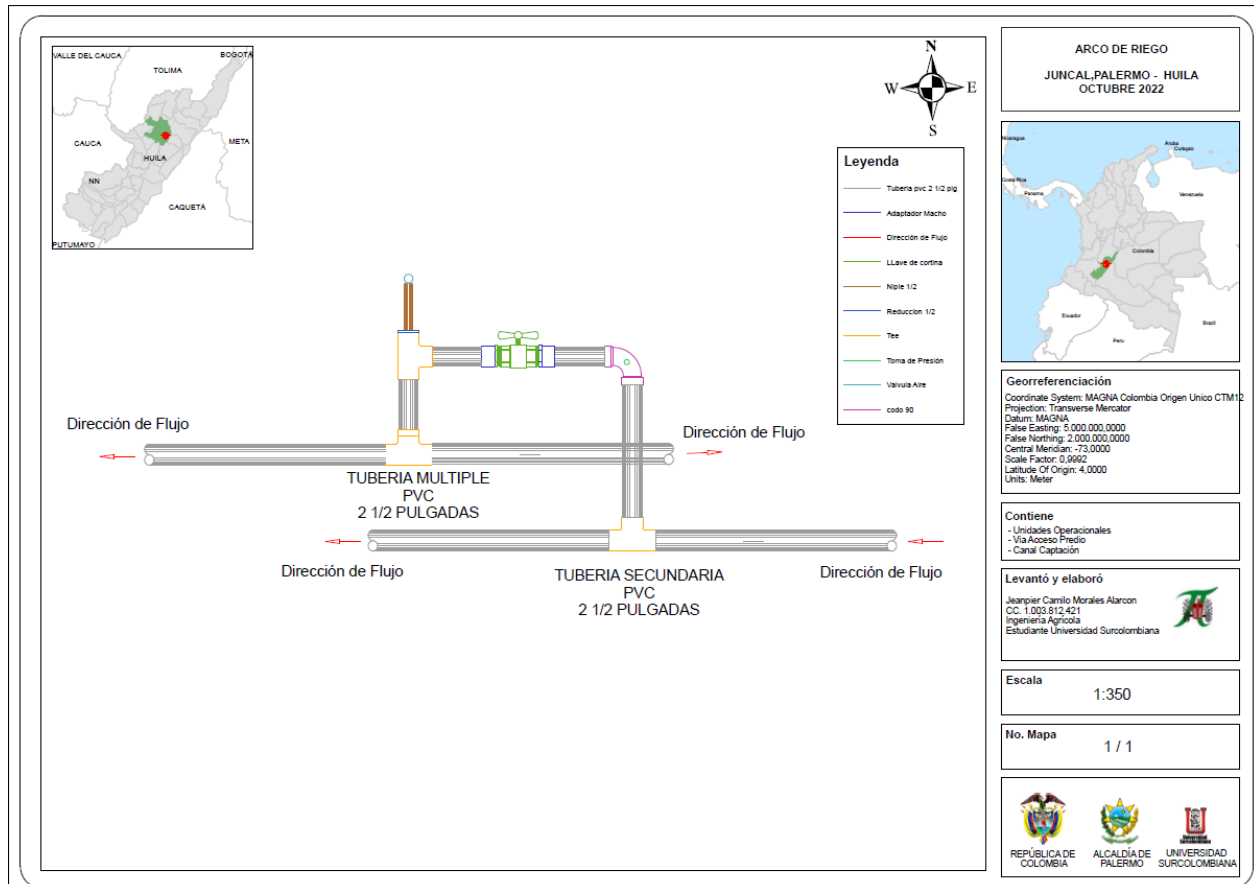 VALLE DEL CAUCA
BOGOTÁ
TOLIMA
CAUCA
META
HUILA
NN
CAQUETÁ
PUTUMAYO
N
W
E
S
Leyenda
Tuberia pvc 2 1/2 plg
Adaptador Macho
Dirección de Flujo
LLave de cortina
Niple 1/2
Reduccion 1/2
Tee
Toma de Presión
Valvula Aire
codo 90
Dirección de Flujo
Dirección de Flujo
TUBERIA MULTIPLE
PVC
2 1/2 PULGADAS
Dirección de Flujo
TUBERIA SECUNDARIA
PVC
2 1/2 PULGADAS
Dirección de Flujo
ARCO DE RIEGO
JUNCAL,PALERMO - HUILA
OCTUBRE 2022
Nicaragua
Aruba
Curaçao
Costa Rica
Panama
Venezuela
Colombia
Ecuador
Brazil
Peru
Georreferenciación
Coordinate System: MAGNA Colombia Origen Unico CTM12
Projection: Transverse Mercator
Datum: MAGNA
False Easting: 5.000.000,0000
False Northing: 2.000.000,0000
Central Meridian: -73,0000
Scale Factor: 0,9992
Latitude Of Origin: 4,0000
Units: Meter
Contiene
- Unidades Operacionales
- Via Acceso Predio
- Canal Captación
Levantó y elaboró
Jeanpier Camilo Morales Alarcon
CC. 1.003.812.421
Ingenieria Agricola
Estudiante Universidad Surcolombiana
Escala
1:350
No. Mapa
1 / 1
REPÚBLICA DE
COLOMBIA
ALCALDÍA DE
PALERMO
UNIVERSIDAD
SURCOLOMBIANA